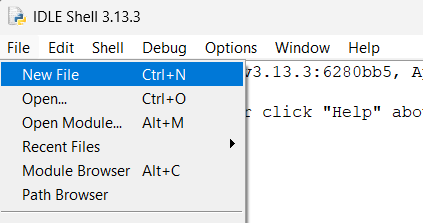 IDLE Shell 3.13.3
File Edit Shell Debug Options Window Help
New File Ctrl+N v3.13.3:6280bb5, A
Open... Ctrl+O
Open Module... Alt+M click "Help" abo
Recent Files
Module Browser Alt+C
Path Browser